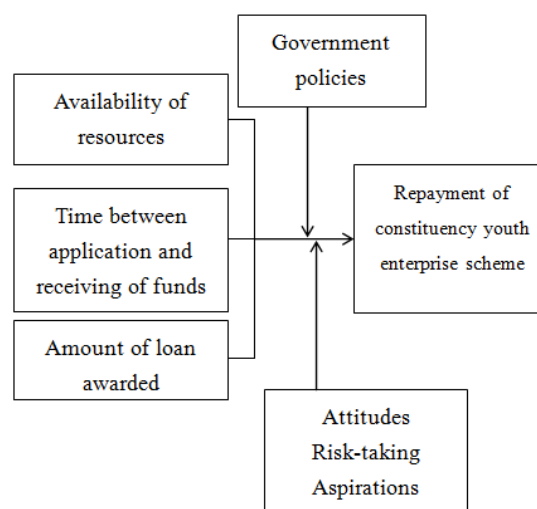 Government
policies
Availability of
resources
Time between
application and
receiving of funds
Amount of loan
awarded
Repayment of
constituency youth
enterprise scheme
Attitudes
Risk-taking
Aspirations